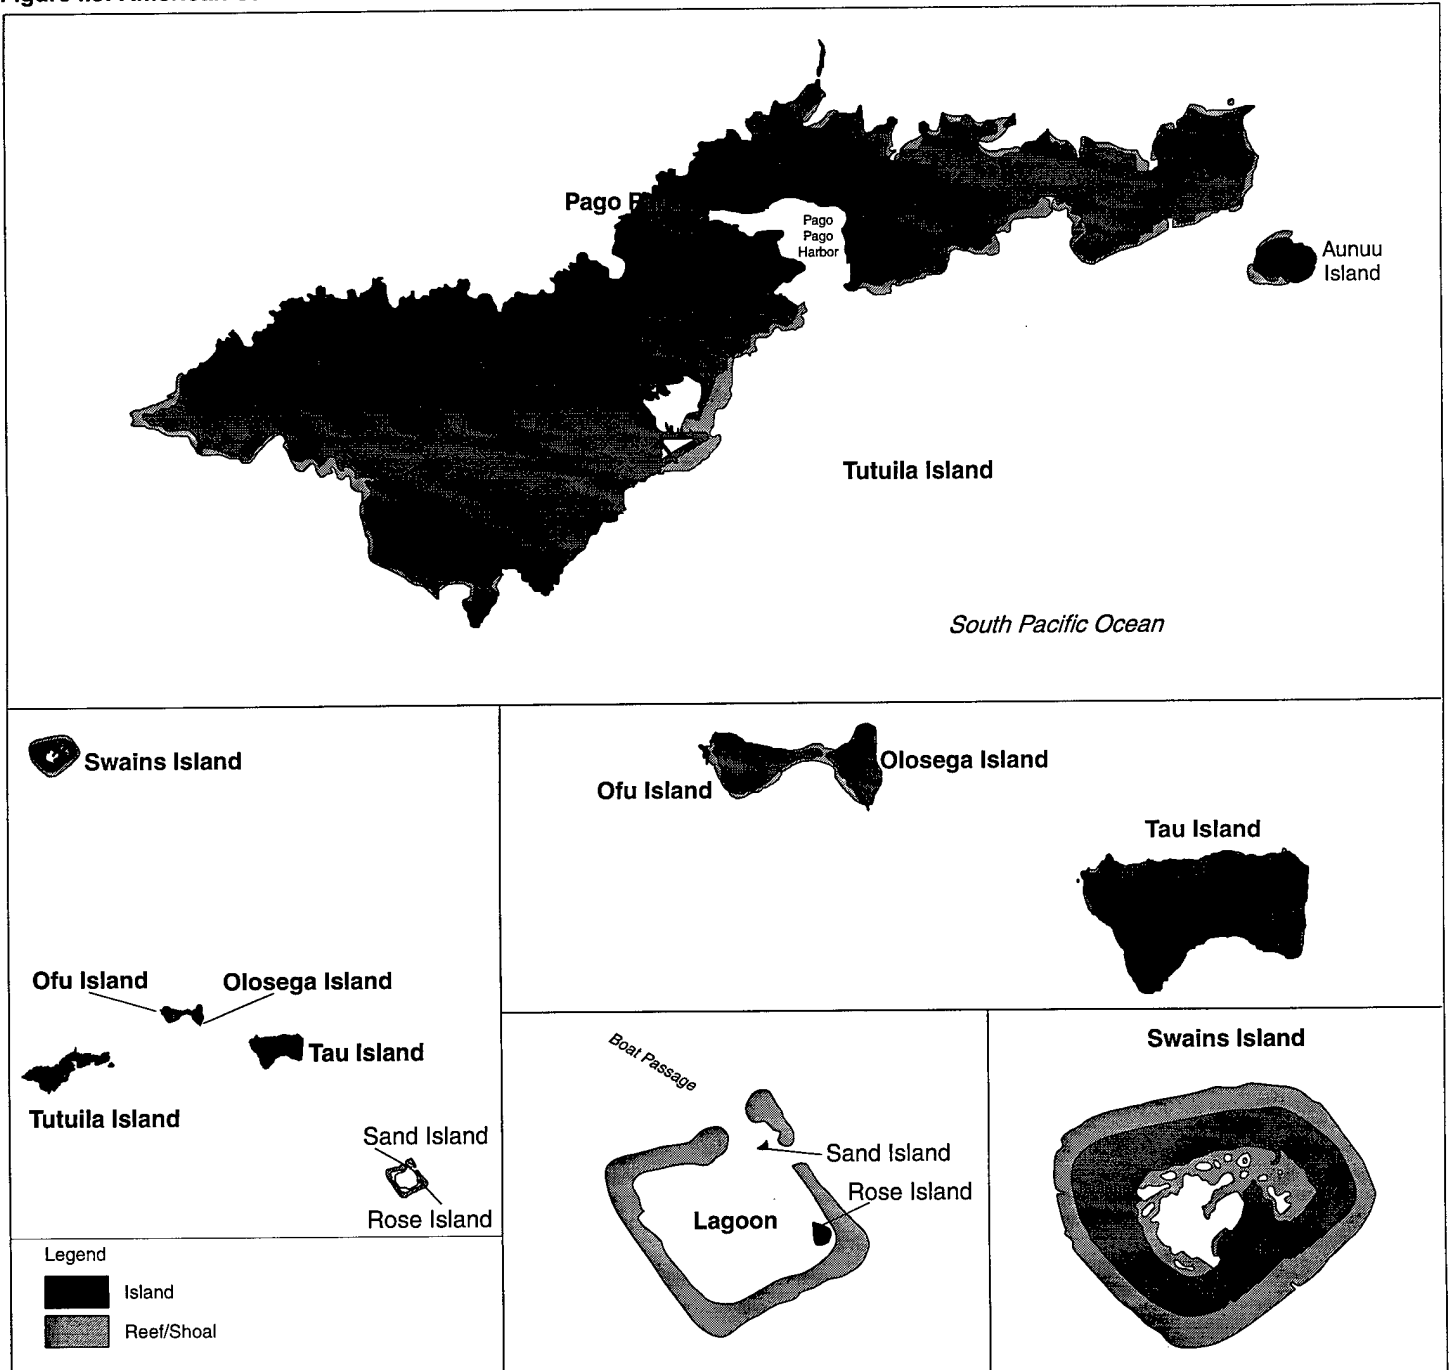 Pago
Pago
Pago
Harbor
Aunuu
Island
Tutuila Island
South Pacific Ocean
Swains Island
Ofu Island
Olosega Island
Tau Island
Tutuila Island
Sand Island
Rose Island
Legend
Island
Reef/Shoal
Olosega Island
Ofu Island
Tau Island
Boat Passage
Sand Island
Rose Island
Lagoon
Swains Island